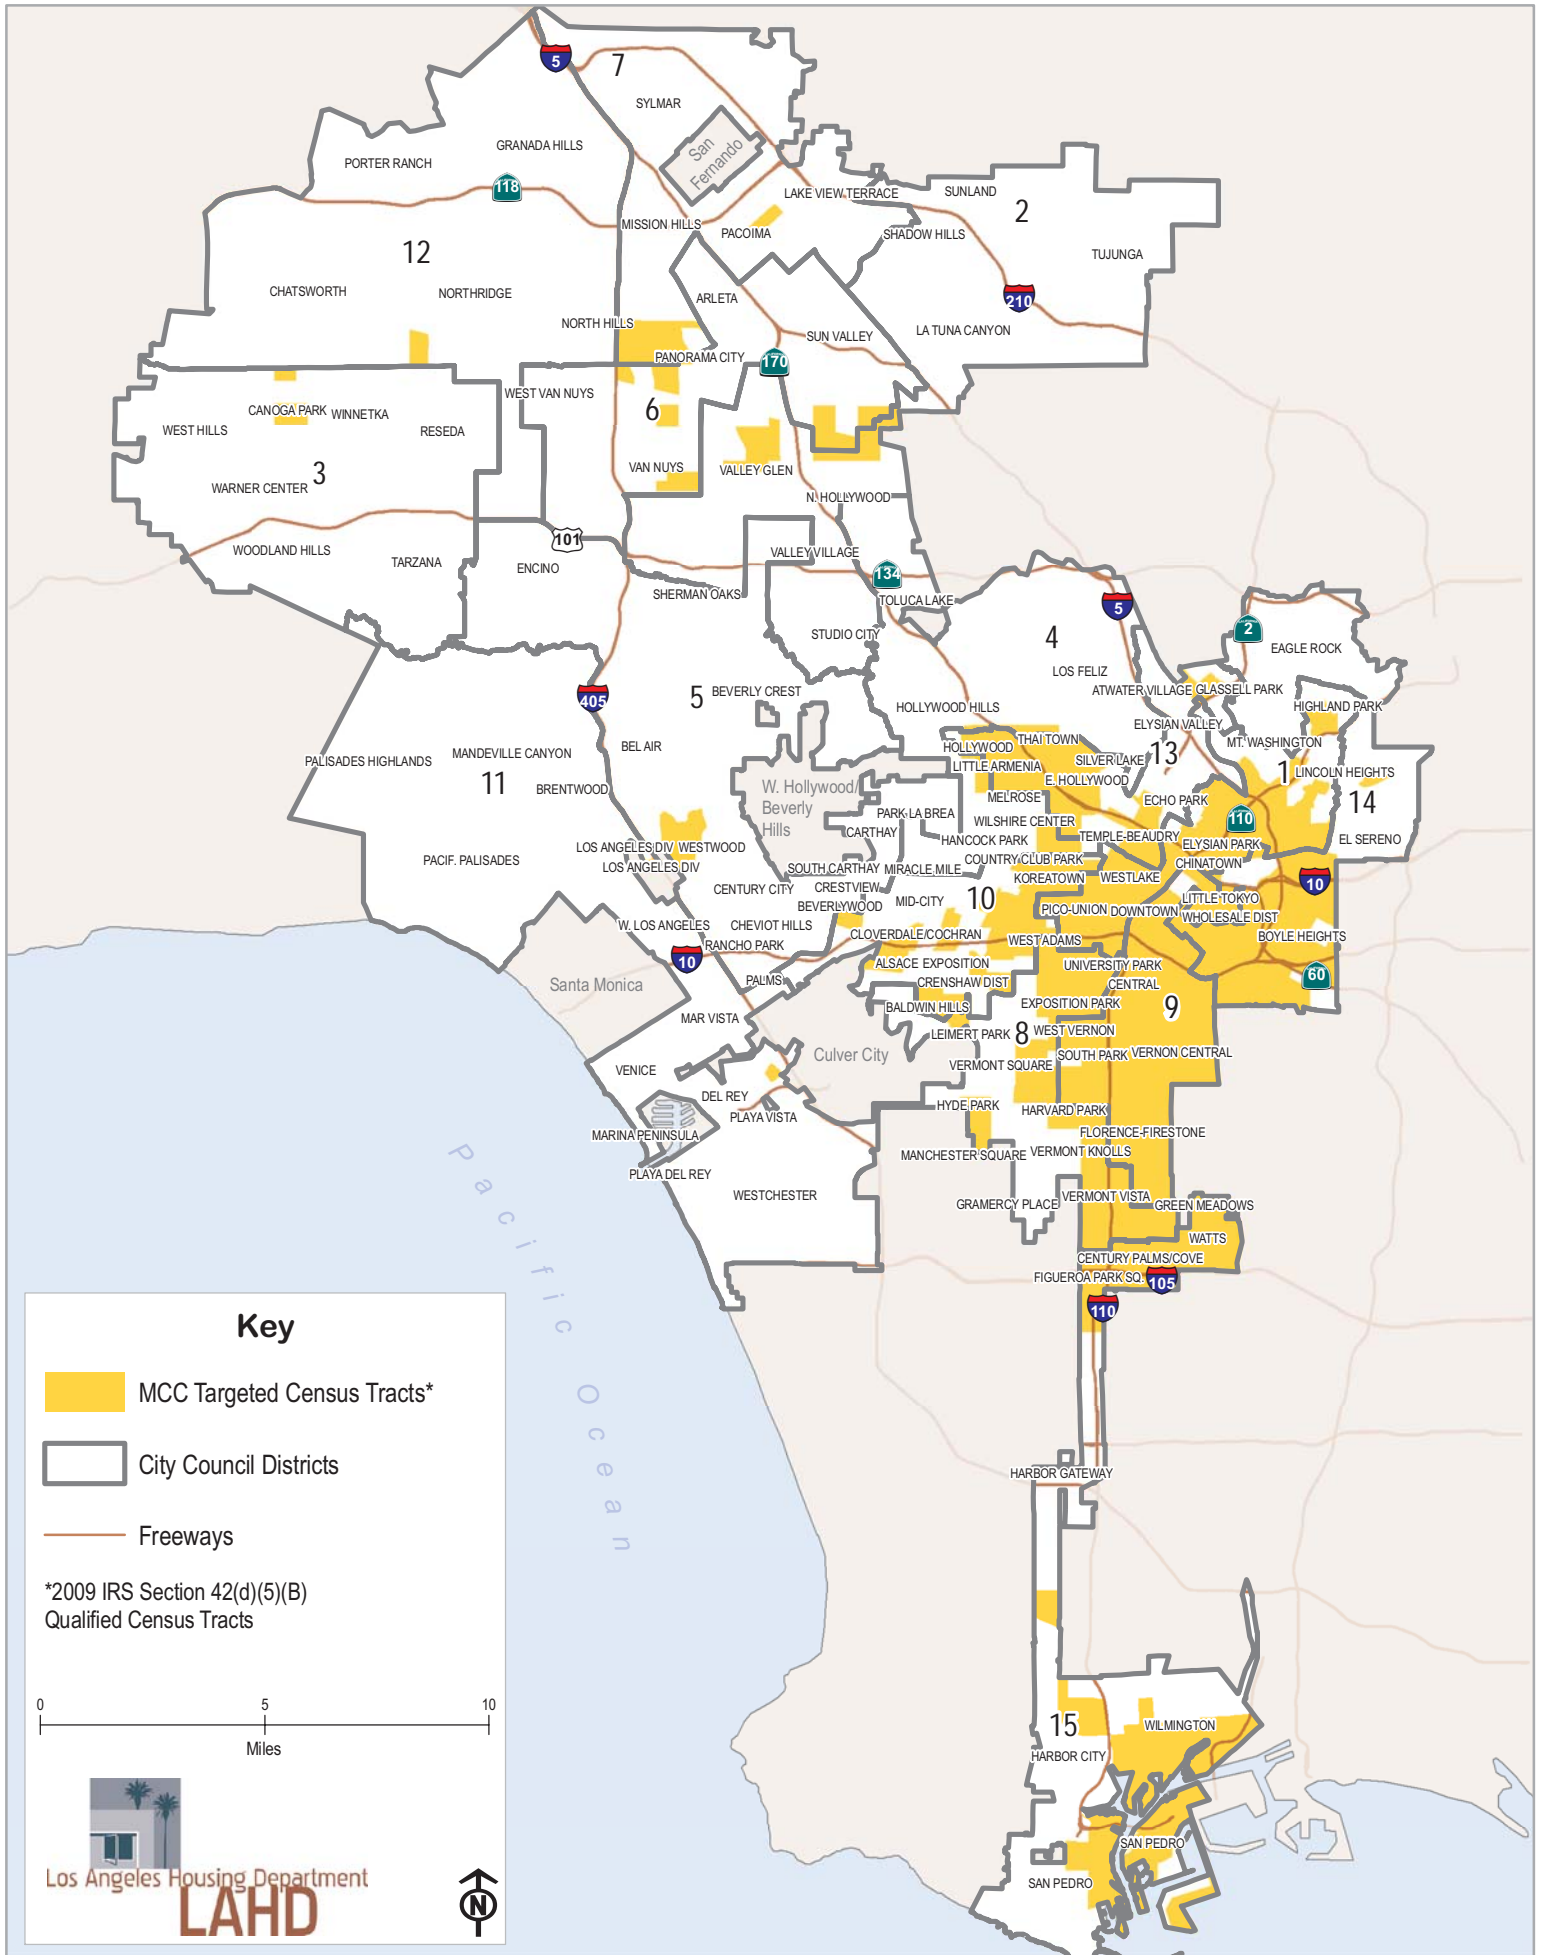 5
7
SYLMAR
San
Fernando
GRANADA HILLS
PORTER RANCH
118
LAKE VIEW TERRACE
SUNLAND
2
MISSION HILLS
PACOIMA
SHADOW HILLS
TUJUNGA
12
CHATSWORTH
NORTHRIDGE
ARLETA
210
NORTH HILLS
SUN VALLEY
LA TUNA CANYON
PANORAMA CITY
170
WEST VAN NUYS
6
CANOGA PARK
WINNETKA
WEST HILLS
RESEDA
3
WARNER CENTER
VAN NUYS
VALLEY GLEN
N. HOLLYWOOD
101
WOODLAND HILLS
TARZANA
ENCINO
VALLEY VILLAGE
134
SHERMAN OAKS
TOLUCA LAKE
5
STUDIO CITY
4
2
EAGLE ROCK
LOS FELIZ
405
5
BEVERLY CREST
ATWATER VILLAGE
GLASSELL PARK
HOLLYWOOD HILLS
HIGHLAND PARK
ELYSIAN VALLEY
BEL AIR
MANDEVILLE CANYON
PALISADES HIGHLANDS
HOLLYWOOD
THAI TOWN
MT. WASHINGTON
SILVER LAKE
13
LITTLE ARMENIA
E. HOLLYWOOD
1
LINCOLN HEIGHTS
11
BRENTWOOD
W. Hollywood/
Beverly
Hills
MELROSE
ECHO PARK
14
PARK LA BREA
WILSHIRE CENTER
110
CARTHAY
HANCOCK PARK
TEMPLE-BEAUDRY
ELYSIAN PARK
EL SERENO
LOS ANGELES DIV
WESTWOOD
PACIF. PALISADES
LOS ANGELES DIV
SOUTH CARTHAY
MIRACLE MILE
COUNTRY CLUB PARK
CHINATOWN
KOREATOWN
WESTLAKE
10
CENTURY CITY
CRESTVIEW
BEVERLYWOOD
MID-CITY
10
PICO-UNION
DOWNTOWN
LITTLE TOKYO
WHOLESALE DIST
W. LOS ANGELES
CHEVIOT HILLS
CLOVERDALE/COCHRAN
WEST ADAMS
BOYLE HEIGHTS
RANCHO PARK
10
ALSACE
EXPOSITION
UNIVERSITY PARK
60
Santa Monica
PALMS
CRENSHAW DIST
CENTRAL
BALDWIN HILLS
EXPOSITION PARK
9
MAR VISTA
LEIMERT PARK
8
WEST VERNON
Culver City
VERMONT SQUARE
SOUTH PARK
VERNON CENTRAL
VENICE
DEL REY
PLAYA VISTA
HYDE PARK
HARVARD PARK
MARINA PENINSULA
FLORENCE-FIRESTONE
MANCHESTER SQUARE
VERMONT KNOLLS
PLAYA DEL REY
WESTCHESTER
GRAMERCY PLACE
VERMONT VISTA
GREEN MEADOWS
WATTS
CENTURY PALMS/COVE
FIGUEROA PARK SQ.
105
110
Pacific Ocean
HARBOR GATEWAY
15
WILMINGTON
HARBOR CITY
SAN PEDRO
SAN PEDRO
Key
MCC Targeted Census Tracts*
City Council Districts
Freeways
*2009 IRS Section 42(d)(5)(B)
Qualified Census Tracts
0 5 10
Miles
Los Angeles Housing Department
LAHD
N